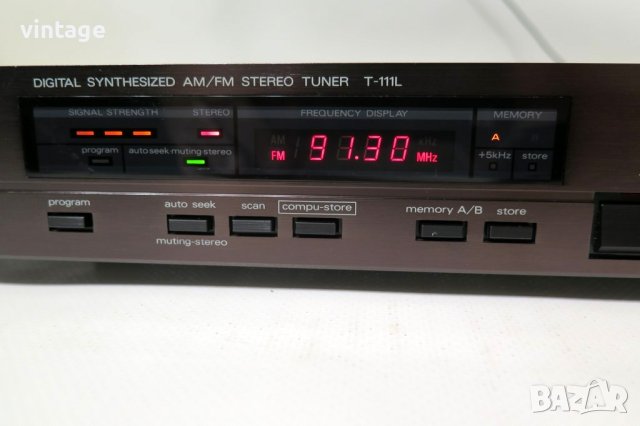 vintage
DIGITAL SYNTHESIZED AM/FM STEREO TUNER T-111L
SIGNAL STRENGTH STEREO FREQUENCY DISPLAY MEMORY
AM kHz A
FM 91.30 MHz
program auto seek·muting·stereo +5kHz store
program auto seek scan compu-store memory A/B store
muting-stereo
BAZAR